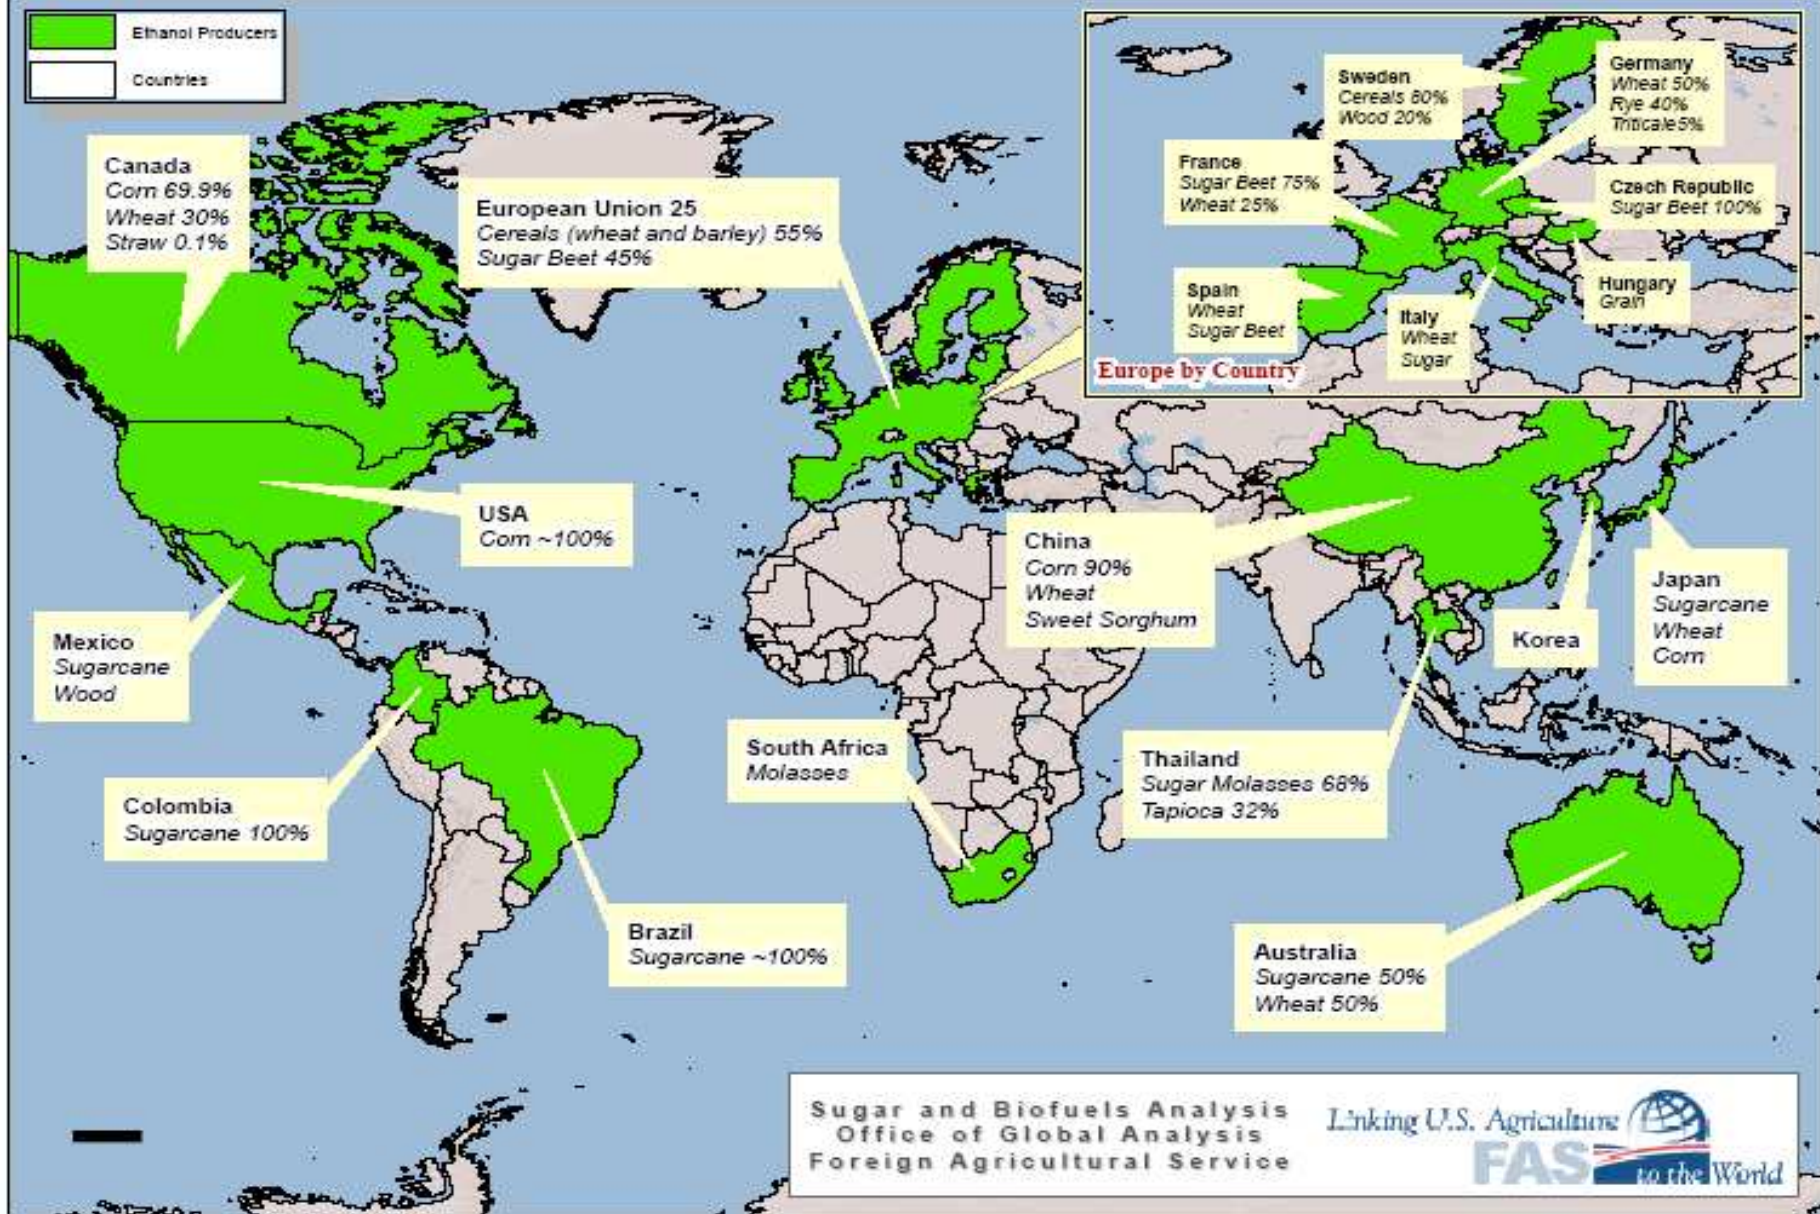 Ethanol Producers
Countries
Canada
Corn 69.9%
Wheat 30%
Straw 0.1%
European Union 25
Cereals (wheat and barley) 55%
Sugar Beet 45%
Sweden
Cereals 80%
Wood 20%
Germany
Wheat 50%
Rye 40%
Triticale 5%
France
Sugar Beet 75%
Wheat 25%
Czech Republic
Sugar Beet 100%
Spain
Wheat
Sugar Beet
Italy
Wheat
Sugar
Hungary
Grain
Europe by Country
USA
Corn ~100%
China
Corn 90%
Wheat
Sweet Sorghum
Japan
Sugarcane
Wheat
Corn
Korea
Mexico
Sugarcane
Wood
Colombia
Sugarcane 100%
South Africa
Molasses
Thailand
Sugar Molasses 68%
Tapioca 32%
Brazil
Sugarcane ~100%
Australia
Sugarcane 50%
Wheat 50%
Sugar and Biofuels Analysis
Office of Global Analysis
Foreign Agricultural Service
Linking U.S. Agriculture
FAS
to the World